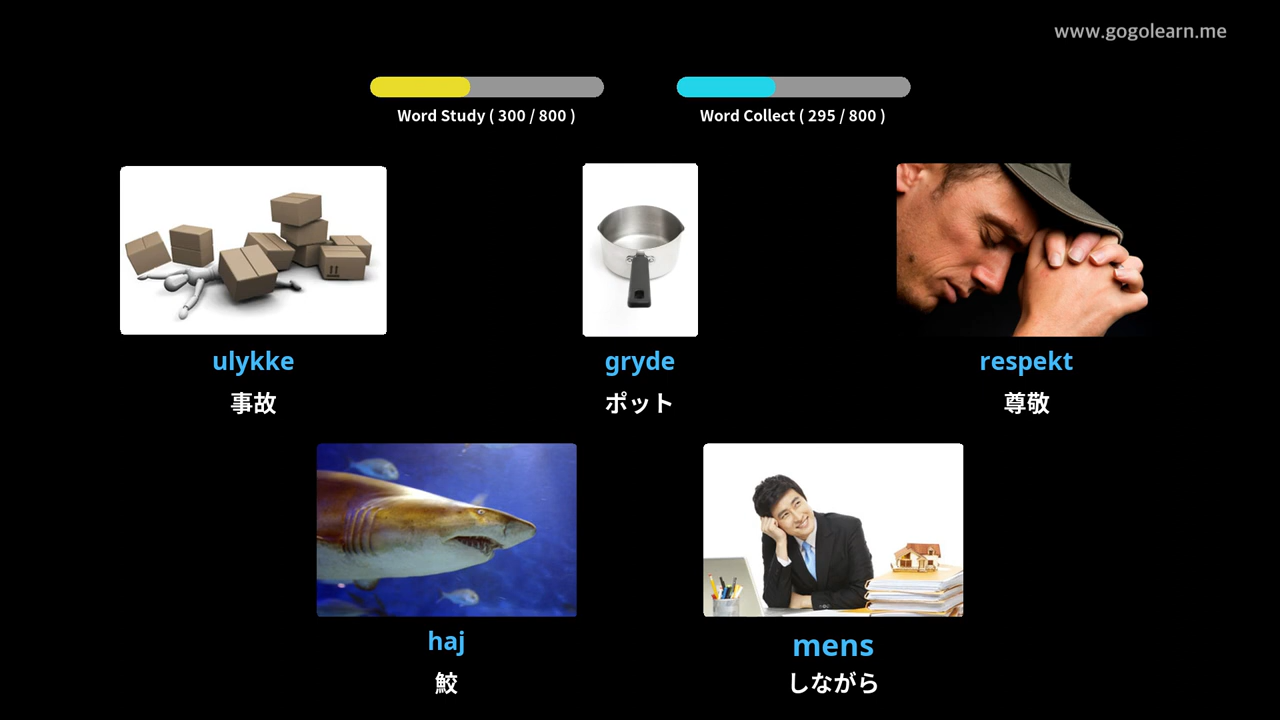 www.gogolearn.me
Word Study ( 300 / 800 )
Word Collect ( 295 / 800 )
ulykke
事故
gryde
ポット
respekt
尊敬
haj
鮫
mens
しながら